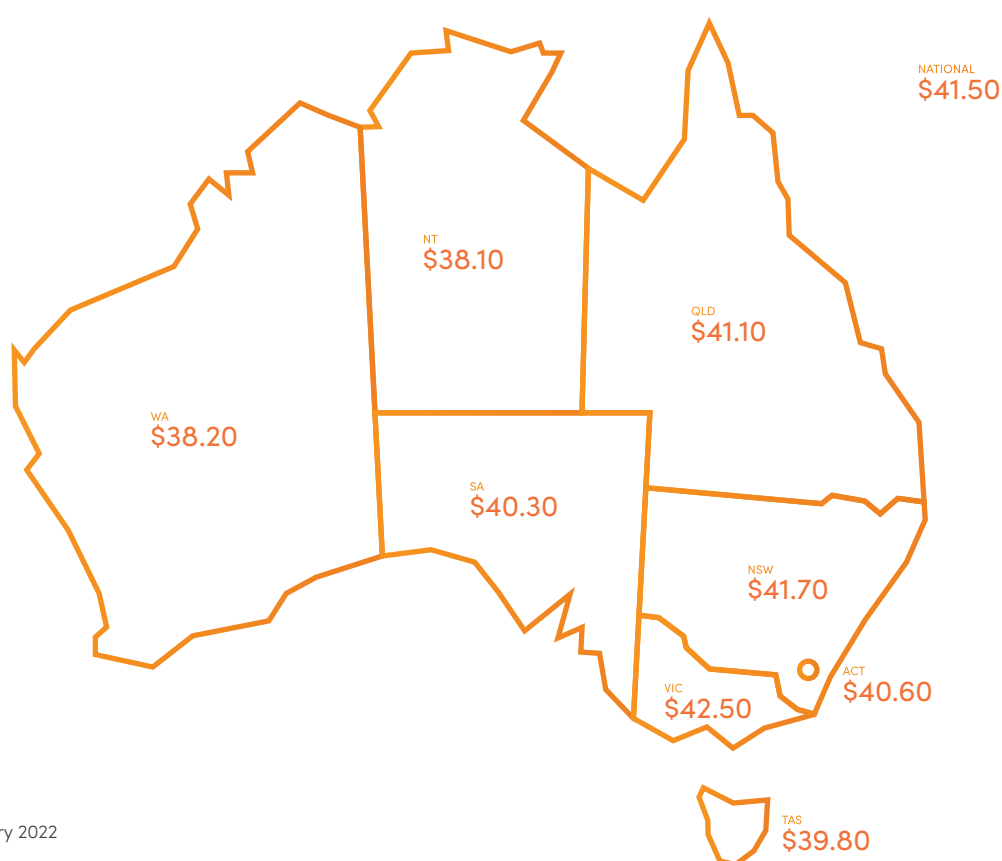 NATIONAL
$41.50
NT
$38.10
QLD
$41.10
WA
$38.20
SA
$40.30
NSW
$41.70
ACT
$40.60
VIC
$42.50
TAS
$39.80
2022